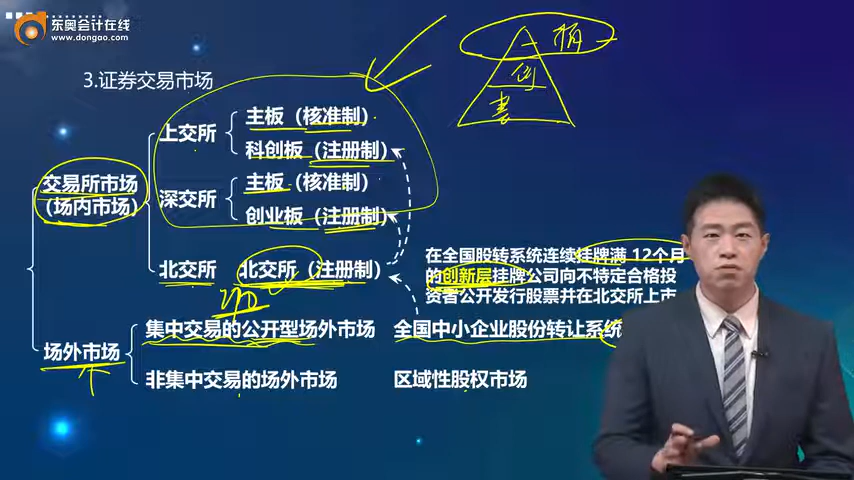 东奥会计在线
www.dongao.com
3.证券交易市场
上交所
主板（核准制）
科创板（注册制）
交易所市场
（场内市场）
深交所
主板（核准制）
创业板（注册制）
北交所
北交所（注册制）
在全国股转系统连续挂牌满 12个月
的创新层挂牌公司向不特定合格投
资者公开发行股票并在北交所上市
场外市场
集中交易的公开型场外市场
全国中小企业股份转让系统
非集中交易的场外市场
区域性股权市场